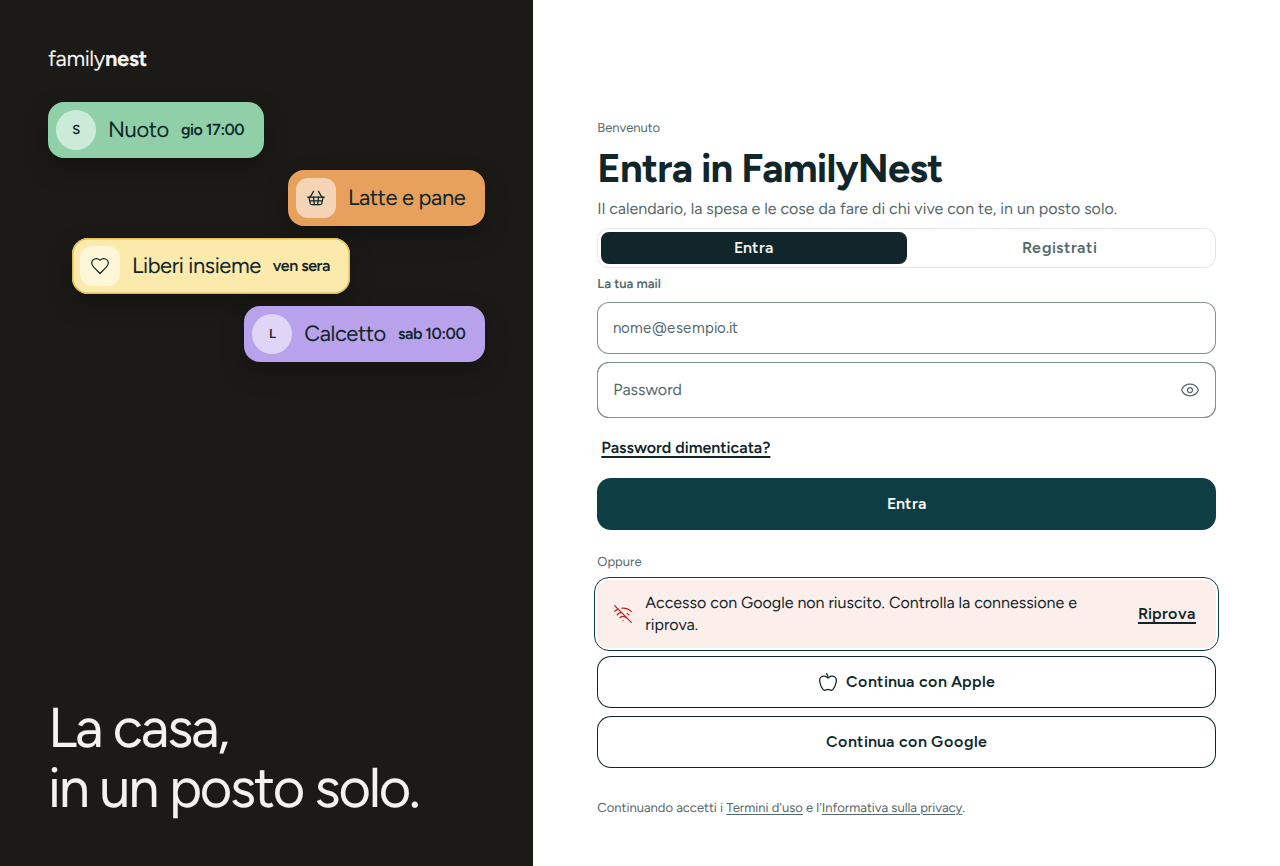 familynest
S Nuoto gio 17:00
Latte e pane
Liberi insieme ven sera
L Calcetto sab 10:00
La casa,
in un posto solo.
Benvenuto
Entra in FamilyNest
Il calendario, la spesa e le cose da fare di chi vive con te, in un posto solo.
Entra Registrati
La tua mail
nome@esempio.it
Password
Password dimenticata?
Entra
Oppure
Accesso con Google non riuscito. Controlla la connessione e
riprova.
Riprova
Continua con Apple
Continua con Google
Continuando accetti i Termini d'uso e l'Informativa sulla privacy.